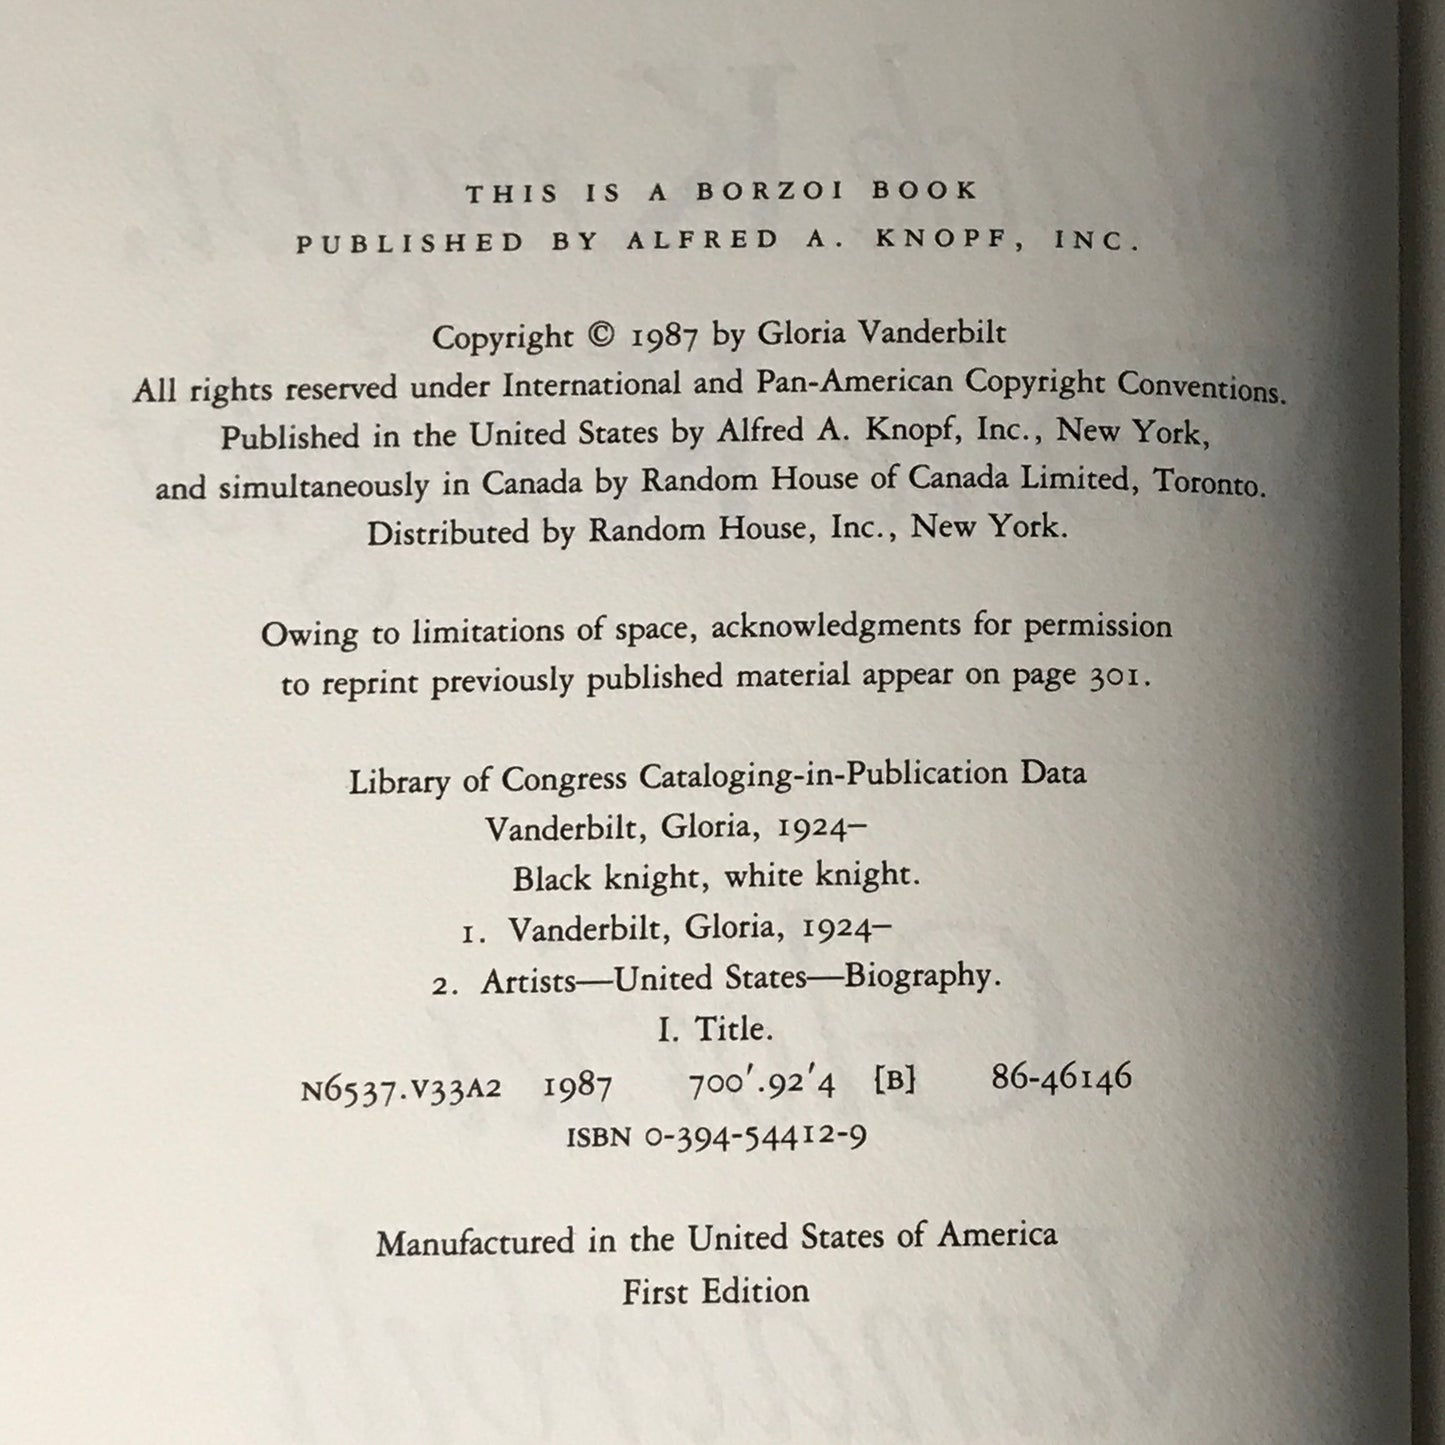 THIS IS A BORZOI BOOK
PUBLISHED BY ALFRED A. KNOPF, INC.
Copyright © 1987 by Gloria Vanderbilt
All rights reserved under International and Pan-American Copyright Conventions.
Published in the United States by Alfred A. Knopf, Inc., New York,
and simultaneously in Canada by Random House of Canada Limited, Toronto.
Distributed by Random House, Inc., New York.
Owing to limitations of space, acknowledgments for permission
to reprint previously published material appear on page 301.
Library of Congress Cataloging-in-Publication Data
Vanderbilt, Gloria, 1924–
Black knight, white knight.
1. Vanderbilt, Gloria, 1924–
2. Artists—United States—Biography.
I. Title.
N6537.V33A2 1987 700′.92′4 [B] 86-46146
ISBN 0-394-54412-9
Manufactured in the United States of America
First Edition